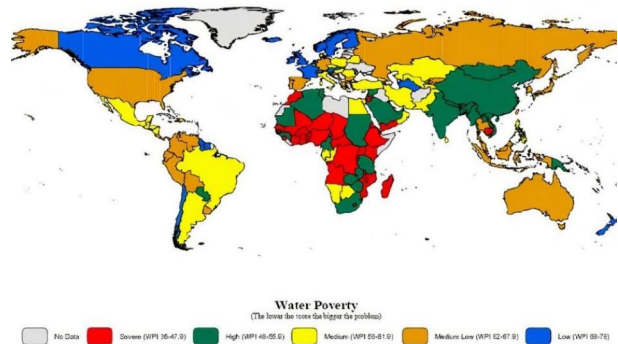 Water Poverty
(The lower the score the bigger the problem)
No Data
Severe (WPI 35-47.9)
High (WPI 48-55.9)
Medium (WPI 56-61.9)
Medium Low (WPI 62-67.9)
Low (WPI 68-78)